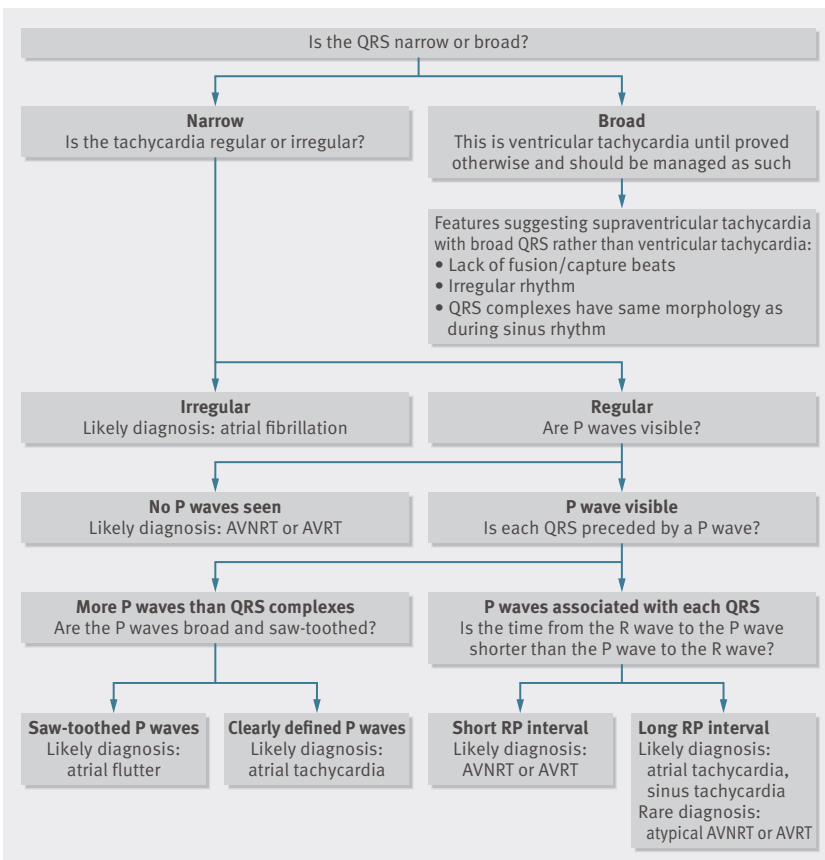 Is the QRS narrow or broad?
Narrow
Is the tachycardia regular or irregular?
Broad
This is ventricular tachycardia until proved
otherwise and should be managed as such
Features suggesting supraventricular tachycardia
with broad QRS rather than ventricular tachycardia:
• Lack of fusion/capture beats
• Irregular rhythm
• QRS complexes have same morphology as
during sinus rhythm
Irregular
Likely diagnosis: atrial fibrillation
Regular
Are P waves visible?
No P waves seen
Likely diagnosis: AVNRT or AVRT
P wave visible
Is each QRS preceded by a P wave?
More P waves than QRS complexes
Are the P waves broad and saw-toothed?
P waves associated with each QRS
Is the time from the R wave to the P wave
shorter than the P wave to the R wave?
Saw-toothed P waves
Likely diagnosis:
atrial flutter
Clearly defined P waves
Likely diagnosis:
atrial tachycardia
Short RP interval
Likely diagnosis:
AVNRT or AVRT
Long RP interval
Likely diagnosis:
atrial tachycardia,
sinus tachycardia
Rare diagnosis:
atypical AVNRT or AVRT